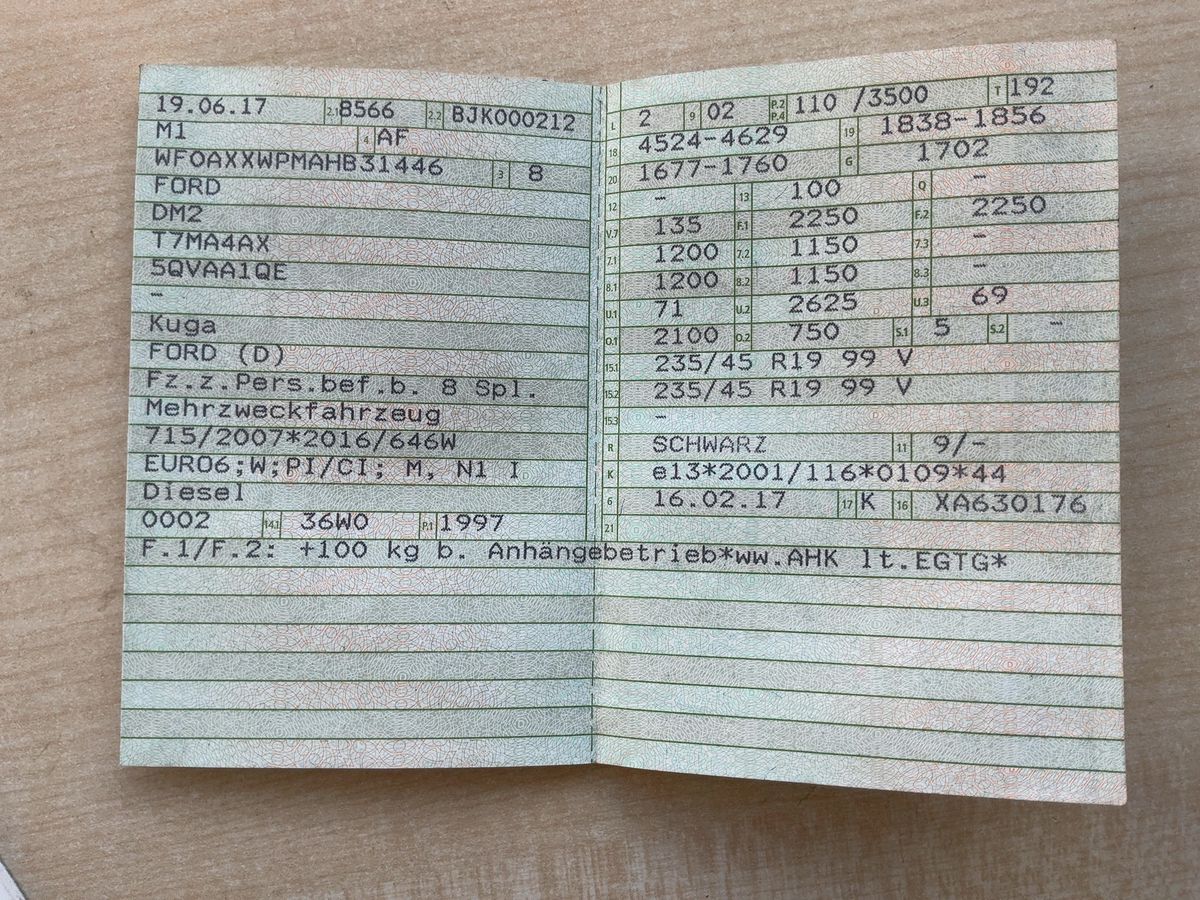 19.06.17 2.1 8566 2.2 BJK000212
M1 4 AF
WF0AXXWPMAHB31446 3 8
FORD
DM2
T7MA4AX
5QVAA1QE
–
Kuga
FORD (D)
Fz.z.Pers.bef.b. 8 Spl.
Mehrzweckfahrzeug
715/2007*2016/646W
EURO6;W;PI/CI; M, N1 I
Diesel
0002 14.1 36W0 P.1 1997
L 2 9 02 P.2 P.4 110 /3500 T 192
18 4524-4629 19 1838-1856
20 1677-1760 G 1702
12 – 13 100 Q –
V.7 135 F.1 2250 F.2 2250
7.1 1200 7.2 1150 7.3 –
8.1 1200 8.2 1150 8.3 –
U.1 71 U.2 2625 U.3 69
O.1 2100 O.2 750 S.1 5 S.2 –
15.1 235/45 R19 99 V
15.2 235/45 R19 99 V
15.3 –
R SCHWARZ 11 9/-
K e13*2001/116*0109*44
6 16.02.17 17 K 16 XA630176
21
F.1/F.2: +100 kg b. Anhängebetrieb*ww.AHK lt.EGTG*